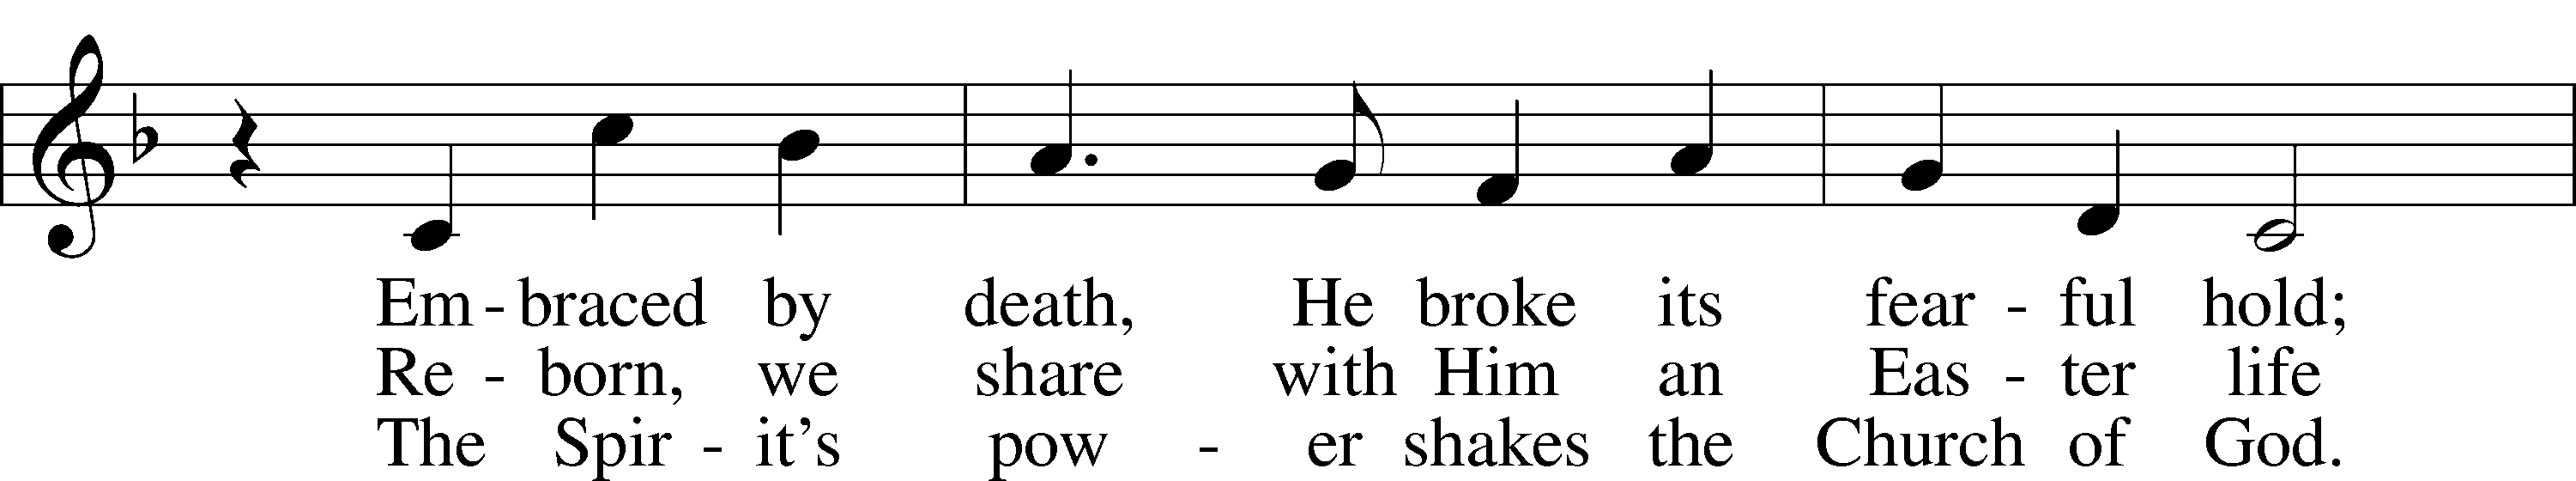 Em - braced by death, He broke its fear - ful hold;
Re - born, we share with Him an Eas - ter life
The Spir - it's pow - er shakes the Church of God.